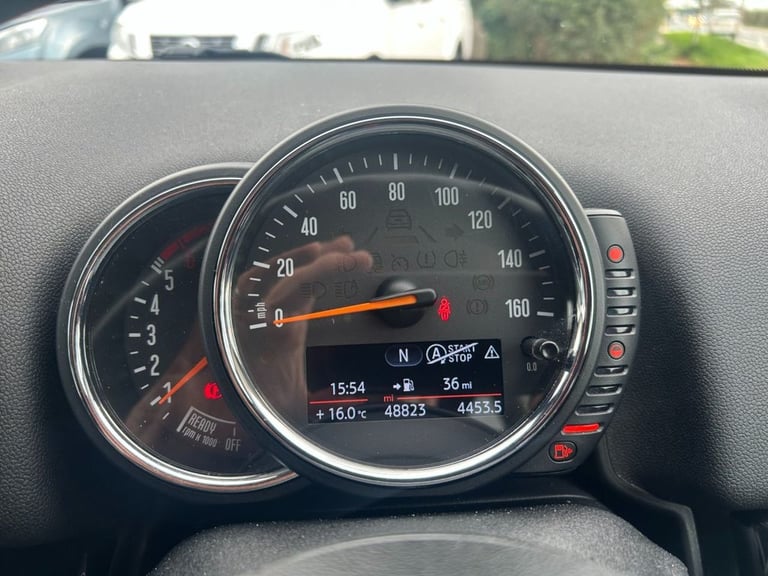 80
60 100
40 120
20 140
0 160
mph
5
4
3
2
1
READY
OFF
rpm x 1000
N A START
STOP
15:54 36 mi
mi
+ 16.0 °C 48823 4453.5
0.0